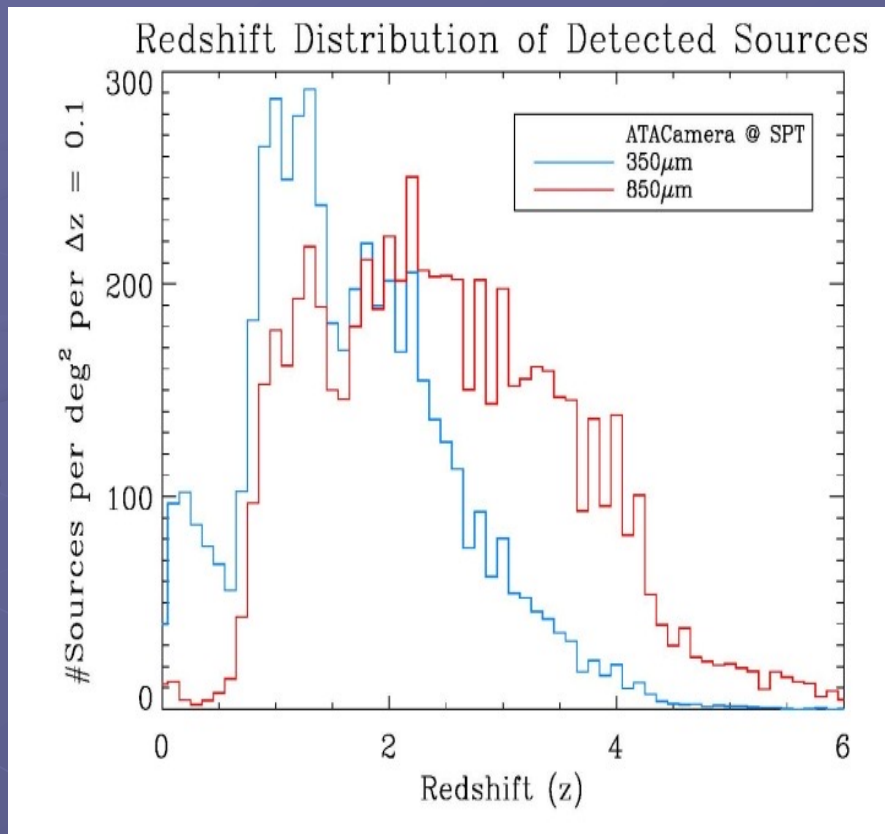 Redshift Distribution of Detected Sources
#Sources per deg² per Δz = 0.1
300
200
100
0
ATACamera @ SPT
350μm
850μm
0 2 4 6
Redshift (z)